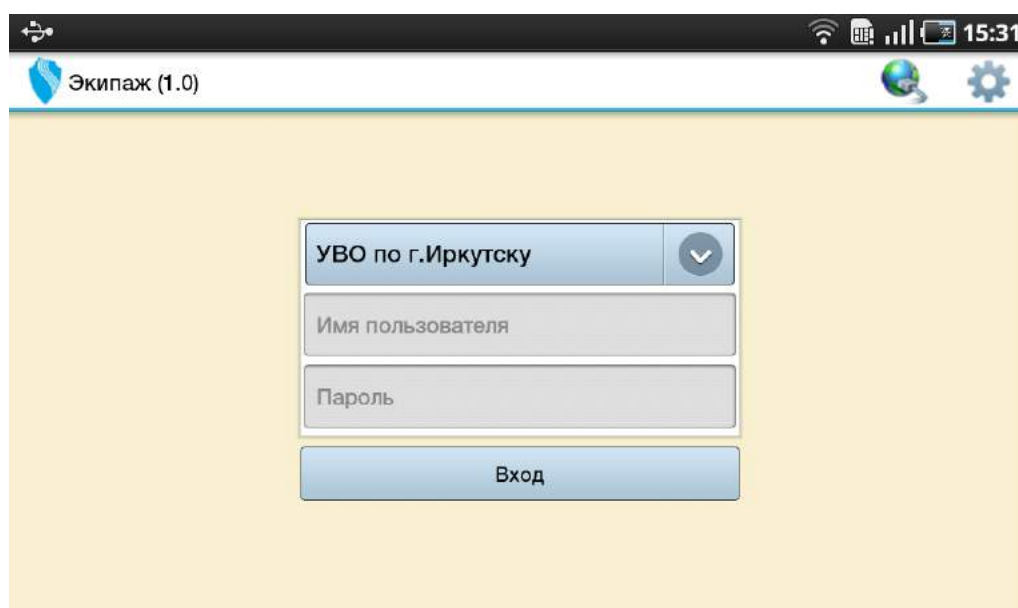 15:31
Экипаж (1.0)
УВО по г.Иркутску
Имя пользователя
Пароль
Вход